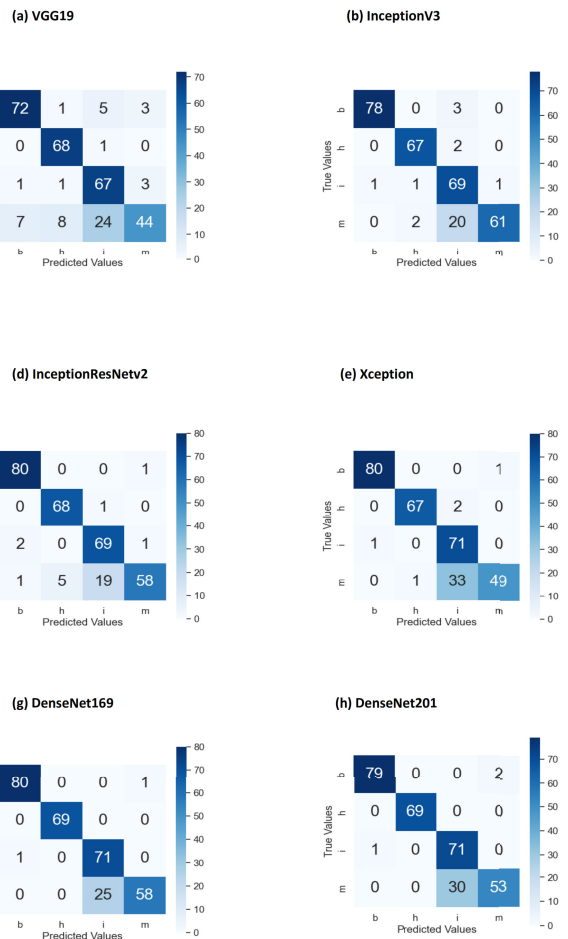 (a) VGG19
72 1 5 3
0 68 1 0
1 1 67 3
7 8 24 44
b h i m
Predicted Values
70
60
50
40
30
20
10
0
(b) InceptionV3
True Values
b
h
i
m
78 0 3 0
0 67 2 0
1 1 69 1
0 2 20 61
b h i m
Predicted Values
70
60
50
40
30
20
10
0
(d) InceptionResNetv2
80 0 0 1
0 68 1 0
2 0 69 1
1 5 19 58
b h i m
Predicted Values
80
70
60
50
40
30
20
10
0
(e) Xception
True Values
b
h
i
m
80 0 0 1
0 67 2 0
1 0 71 0
0 1 33 49
b h i m
Predicted Values
80
70
60
50
40
30
20
10
0
(g) DenseNet169
80 0 0 1
0 69 0 0
1 0 71 0
0 0 25 58
b h i m
Predicted Values
80
70
60
50
40
30
20
10
0
(h) DenseNet201
True Values
b
h
i
m
79 0 0 2
0 69 0 0
1 0 71 0
0 0 30 53
b h i m
Predicted Values
70
60
50
40
30
20
10
0